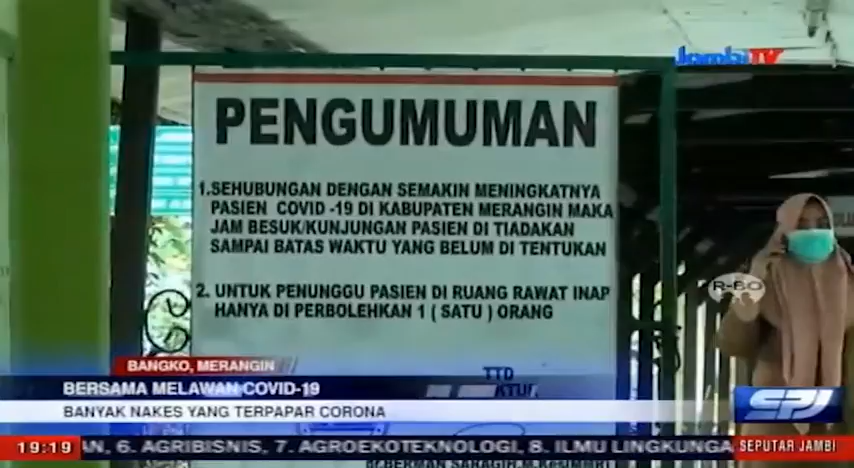 Jambi TV
PENGUMUMAN
1. SEHUBUNGAN DENGAN SEMAKIN MENINGKATNYA
PASIEN COVID -19 DI KABUPATEN MERANGIN MAKA
JAM BESUK/KUNJUNGAN PASIEN DI TIADAKAN
SAMPAI BATAS WAKTU YANG BELUM DI TENTUKAN
2. UNTUK PENUNGGU PASIEN DI RUANG RAWAT INAP
HANYA DI PERBOLEHKAN 1 ( SATU ) ORANG
R-BO
TTD
BANGKO, MERANGIN
BERSAMA MELAWAN COVID-19
BANYAK NAKES YANG TERPAPAR CORONA
SPJ
19:19 AN, 6. AGRIBISNIS, 7. AGROEKOTEKNOLOGI, 8. ILMU LINGKUNGA SEPUTAR JAMBI